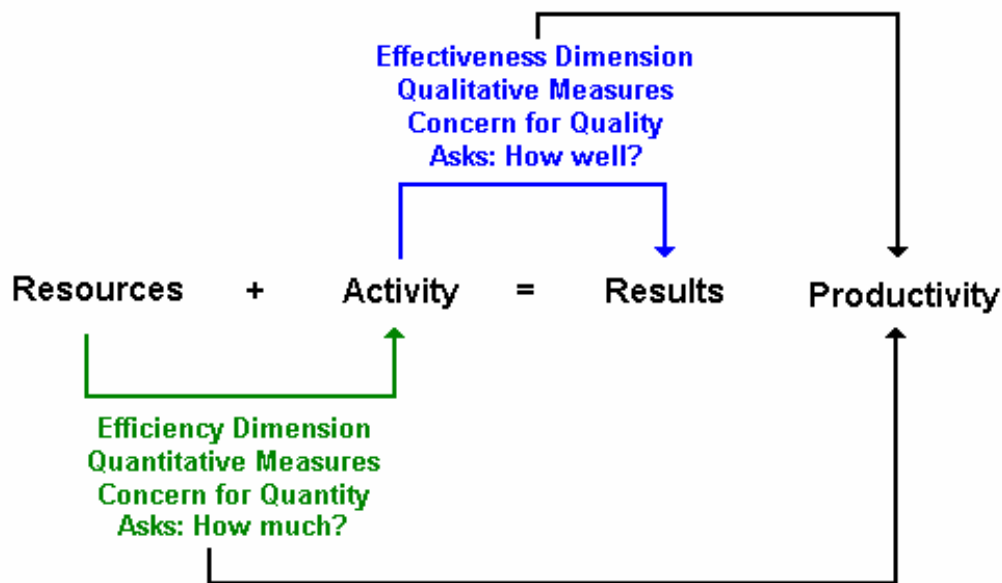 Effectiveness Dimension
Qualitative Measures
Concern for Quality
Asks: How well?
Resources + Activity = Results Productivity
Efficiency Dimension
Quantitative Measures
Concern for Quantity
Asks: How much?